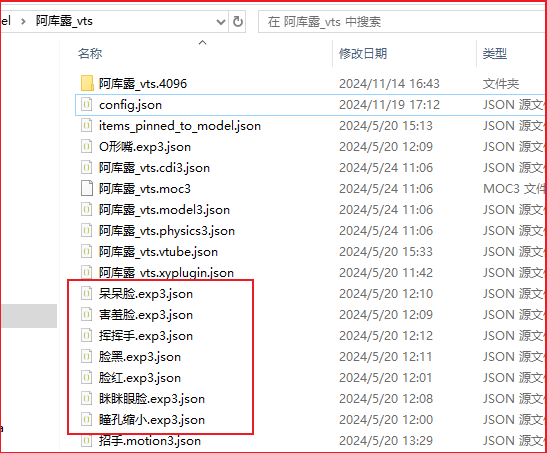 el › 阿库露_vts
在 阿库露_vts 中搜索
名称 修改日期 类型
阿库露_vts.4096 2024/11/14 16:43 文件夹
config.json 2024/11/19 17:12 JSON 源文
items_pinned_to_model.json 2024/5/20 15:13 JSON 源文
O形嘴.exp3.json 2024/5/20 12:09 JSON 源文
阿库露_vts.cdi3.json 2024/5/24 11:06 JSON 源文
阿库露_vts.moc3 2024/5/24 11:06 MOC3 文件
阿库露_vts.model3.json 2024/5/24 11:06 JSON 源文
阿库露_vts.physics3.json 2024/5/24 11:06 JSON 源文
阿库露_vts.vtube.json 2024/5/20 15:33 JSON 源文
阿库露_vts.xyplugin.json 2024/5/20 11:42 JSON 源文
呆呆脸.exp3.json 2024/5/20 12:10 JSON 源文
害羞脸.exp3.json 2024/5/20 12:09 JSON 源文
挥挥手.exp3.json 2024/5/20 12:12 JSON 源文
脸黑.exp3.json 2024/5/20 12:11 JSON 源文
脸红.exp3.json 2024/5/20 12:01 JSON 源文
眯眯眼脸.exp3.json 2024/5/20 12:08 JSON 源文
瞳孔缩小.exp3.json 2024/5/20 12:00 JSON 源文
招手.motion3.json 2024/5/20 13:29 JSON 源文